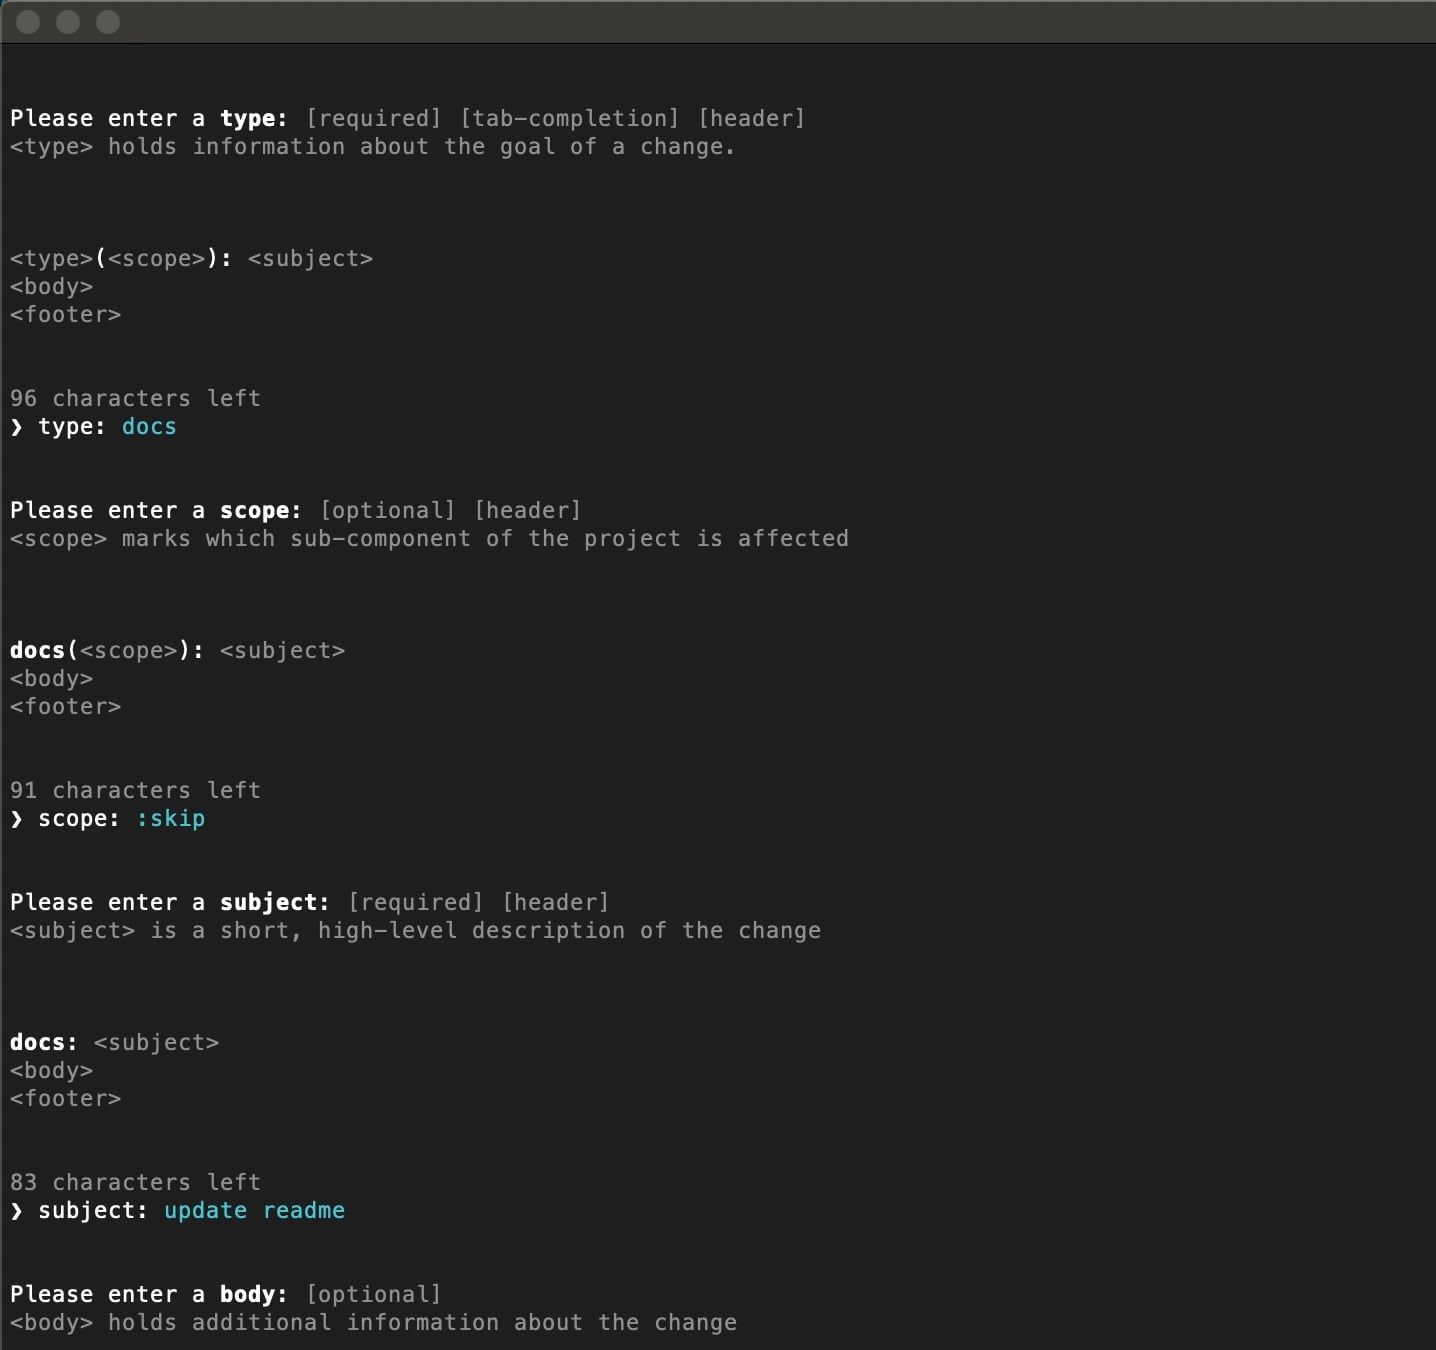 Please enter a type: [required] [tab-completion] [header]
<type> holds information about the goal of a change.
<type>(<scope>): <subject>
<body>
<footer>
96 characters left
❯ type: docs
Please enter a scope: [optional] [header]
<scope> marks which sub-component of the project is affected
docs(<scope>): <subject>
<body>
<footer>
91 characters left
❯ scope: :skip
Please enter a subject: [required] [header]
<subject> is a short, high-level description of the change
docs: <subject>
<body>
<footer>
83 characters left
❯ subject: update readme
Please enter a body: [optional]
<body> holds additional information about the change